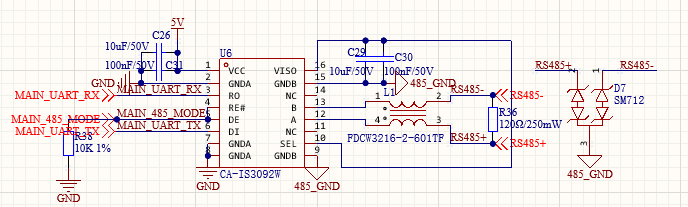 5V
C26
10uF/50V
100nF/50V
C31
GND
U6
1 VCC VISO 16
2 GNDA GNDB 15
3 RO NC 14
4 RE# B 13
5 DE A 12
6 DI NC 11
7 GNDA SEL 10
8 GNDA GNDB 9
CA-IS3092W
MAIN_UART_RX
MAIN_UART_RX
MAIN_485_MODE
MAIN_485_MODE
MAIN_UART_TX
MAIN_UART_TX
R38
10K 1%
GND
GND
485_GND
C29
C30
10uF/50V
100nF/50V
485_GND
L1
1 2
4 3
FDCW3216-2-601TF
RS485-
RS485-
R36
120Ω/250mW
RS485+
RS485+
RS485+
RS485-
2
1
D7
SM712
3
485_GND